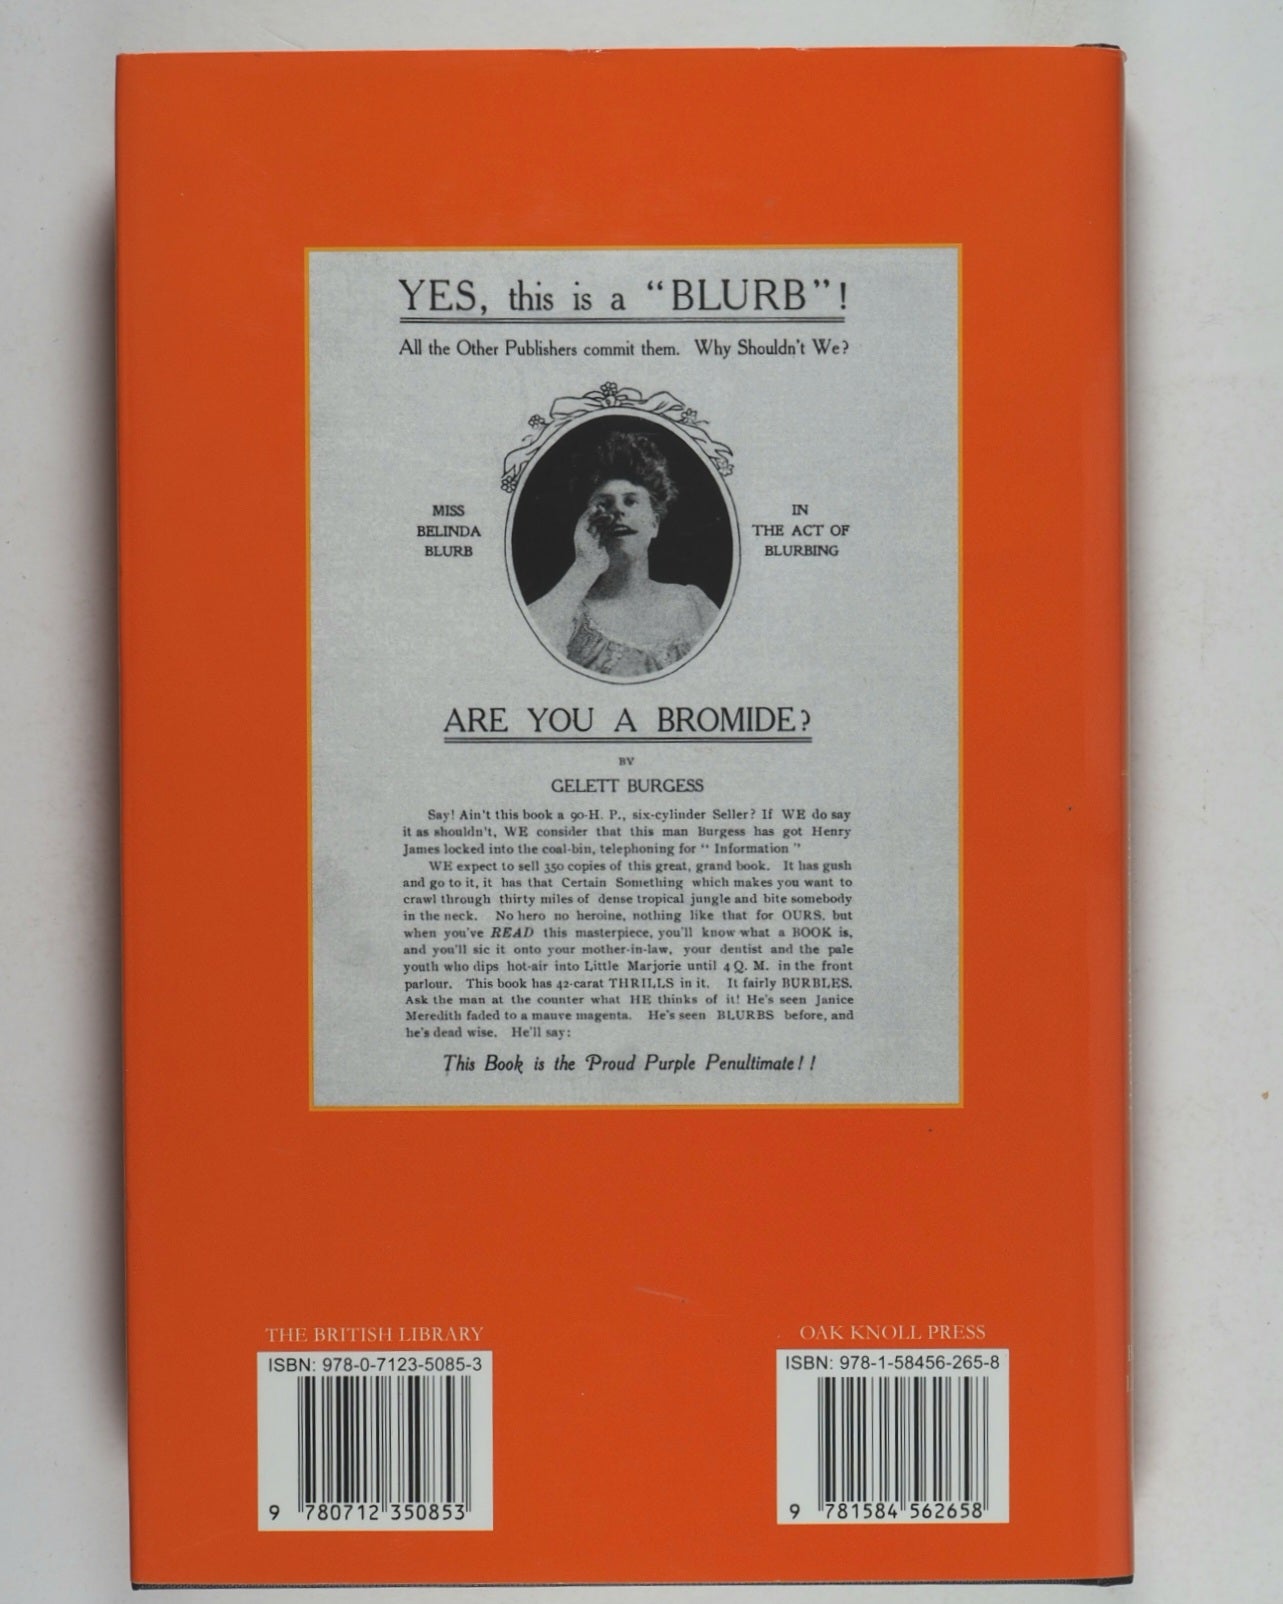 YES, this is a “BLURB”!
All the Other Publishers commit them. Why Shouldn't We?
MISS
BELINDA
BLURB
IN
THE ACT OF
BLURBING
ARE YOU A BROMIDE?
BY
GELETT BURGESS
Say! Ain't this book a 90-H. P., six-cylinder Seller? If WE do say
it as shouldn't, WE consider that this man Burgess has got Henry
James locked into the coal-bin, telephoning for “ Information ”
WE expect to sell 350 copies of this great, grand book. It has gush
and go to it, it has that Certain Something which makes you want to
crawl through thirty miles of dense tropical jungle and bite somebody
in the neck. No hero no heroine, nothing like that for OURS, but
when you've READ this masterpiece, you'll know what a BOOK is,
and you'll sic it onto your mother-in-law, your dentist and the pale
youth who dips hot-air into Little Marjorie until 4 Q. M. in the front
parlour. This book has 42-carat THRILLS in it. It fairly BURBLES.
Ask the man at the counter what HE thinks of it! He's seen Janice
Meredith faded to a mauve magenta. He's seen BLURBS before, and
he's dead wise. He'll say:
This Book is the Proud Purple Penultimate! !
THE BRITISH LIBRARY
ISBN: 978-0-7123-5085-3
9 780712 350853
OAK KNOLL PRESS
ISBN: 978-1-58456-265-8
9 781584 562658